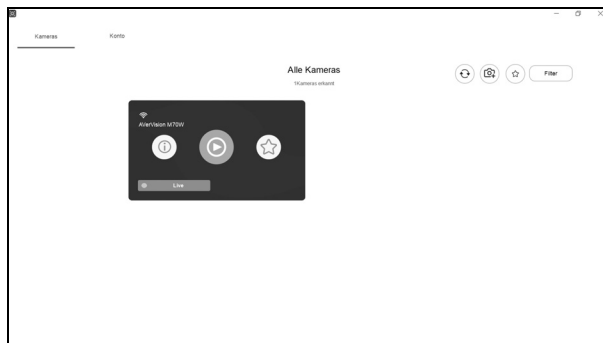 Kameras
Konto
Alle Kameras
1Kameras erkannt
Filter
AVerVision M70W
Live